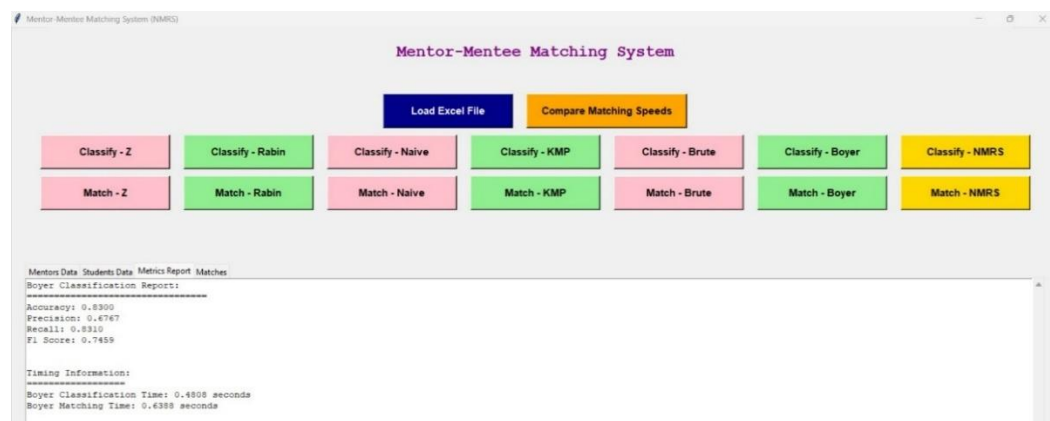 Mentor-Mentee Matching System (NMRS)
Mentor-Mentee Matching System
Load Excel File Compare Matching Speeds
Classify - Z Classify - Rabin Classify - Naive Classify - KMP Classify - Brute Classify - Boyer Classify - NMRS
Match - Z Match - Rabin Match - Naive Match - KMP Match - Brute Match - Boyer Match - NMRS
Mentors Data Students Data Metrics Report Matches
Boyer Classification Report:
==================================
Accuracy: 0.8300
Precision: 0.6767
Recall: 0.8310
F1 Score: 0.7459
Timing Information:
===================
Boyer Classification Time: 0.4808 seconds
Boyer Matching Time: 0.6388 seconds